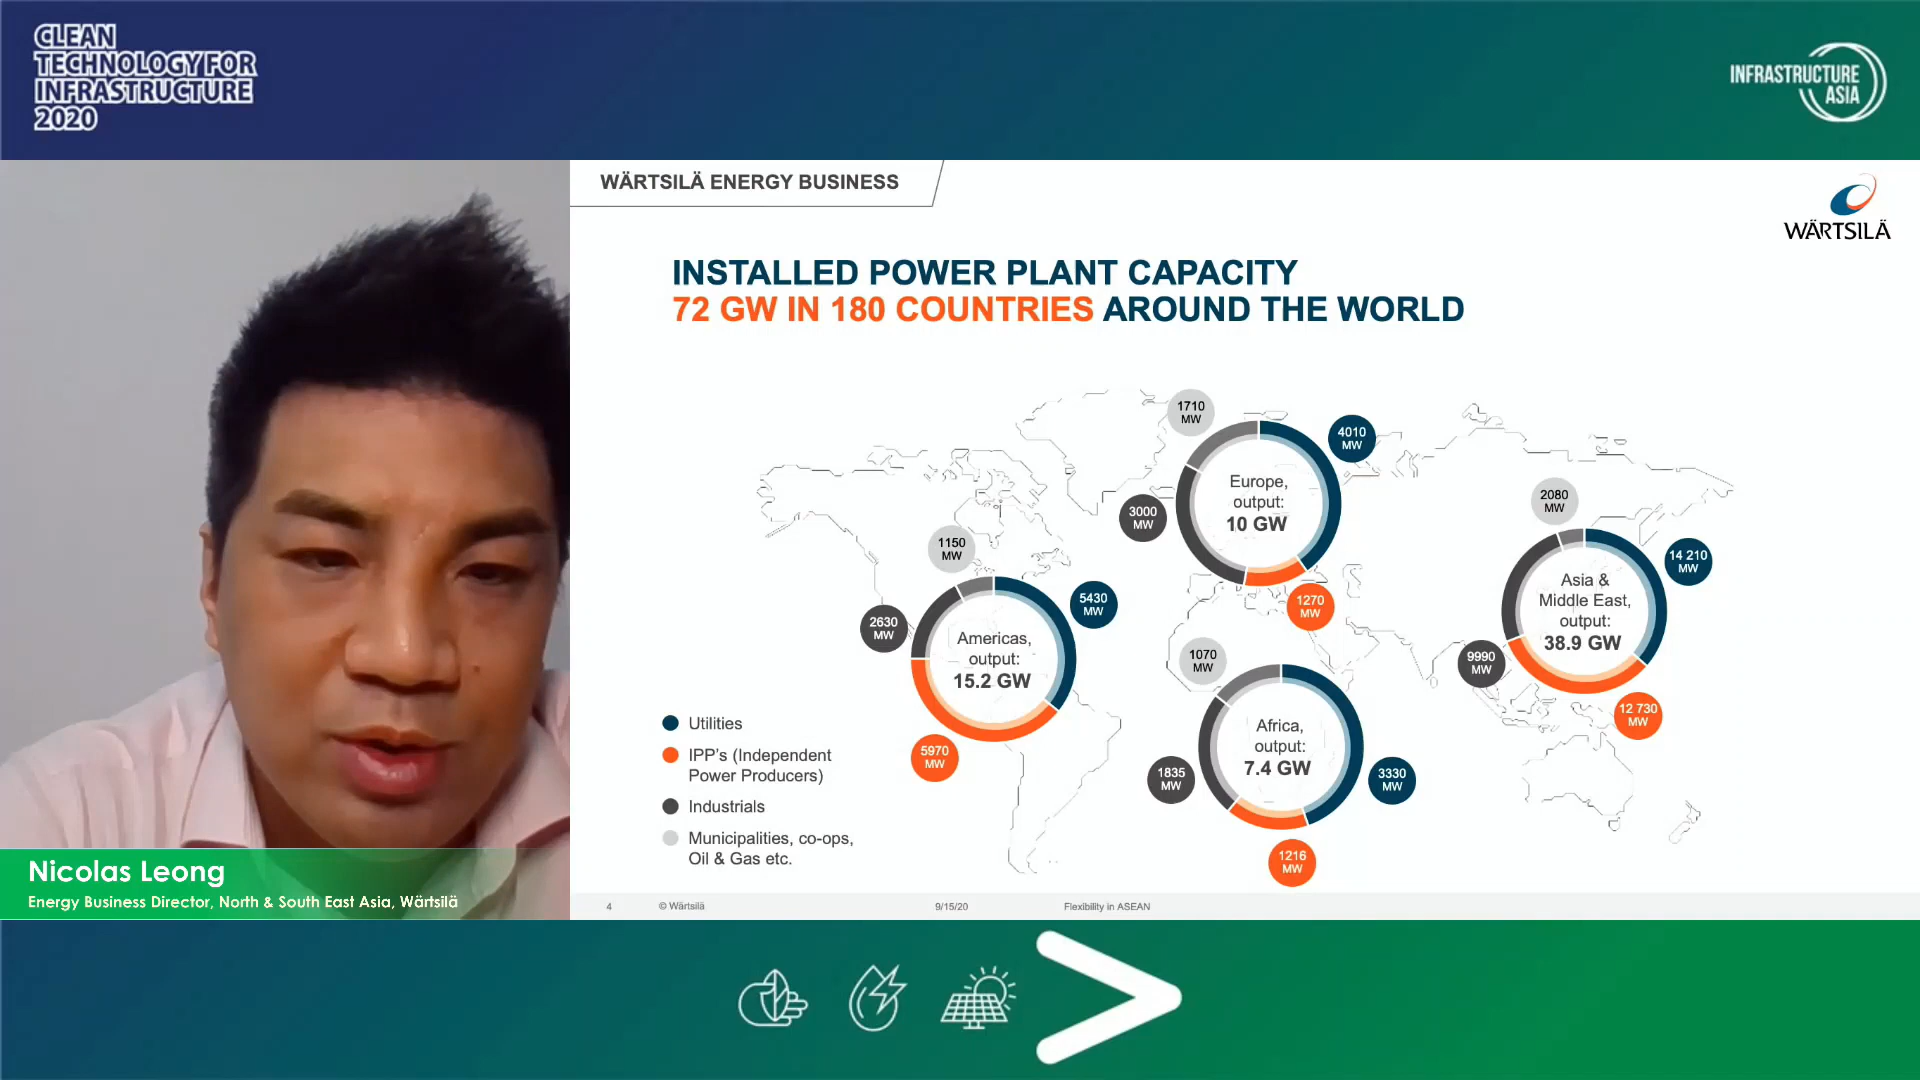 CLEAN
TECHNOLOGY FOR
INFRASTRUCTURE
2020
INFRASTRUCTURE
ASIA
WÄRTSILÄ ENERGY BUSINESS
WÄRTSILÄ
INSTALLED POWER PLANT CAPACITY
72 GW IN 180 COUNTRIES AROUND THE WORLD
1710
MW
4010
MW
Europe,
output:
10 GW
3000
MW
1270
MW
2080
MW
14 210
MW
Asia &
Middle East,
output:
38.9 GW
9990
MW
12 730
MW
1150
MW
5430
MW
2630
MW
Americas,
output:
15.2 GW
5970
MW
1070
MW
Africa,
output:
7.4 GW
1835
MW
3330
MW
1216
MW
Utilities
IPP's (Independent
Power Producers)
Industrials
Municipalities, co-ops,
Oil & Gas etc.
4
© Wärtsilä
9/15/20
Flexibility in ASEAN
Nicolas Leong
Energy Business Director, North & South East Asia, Wärtsilä